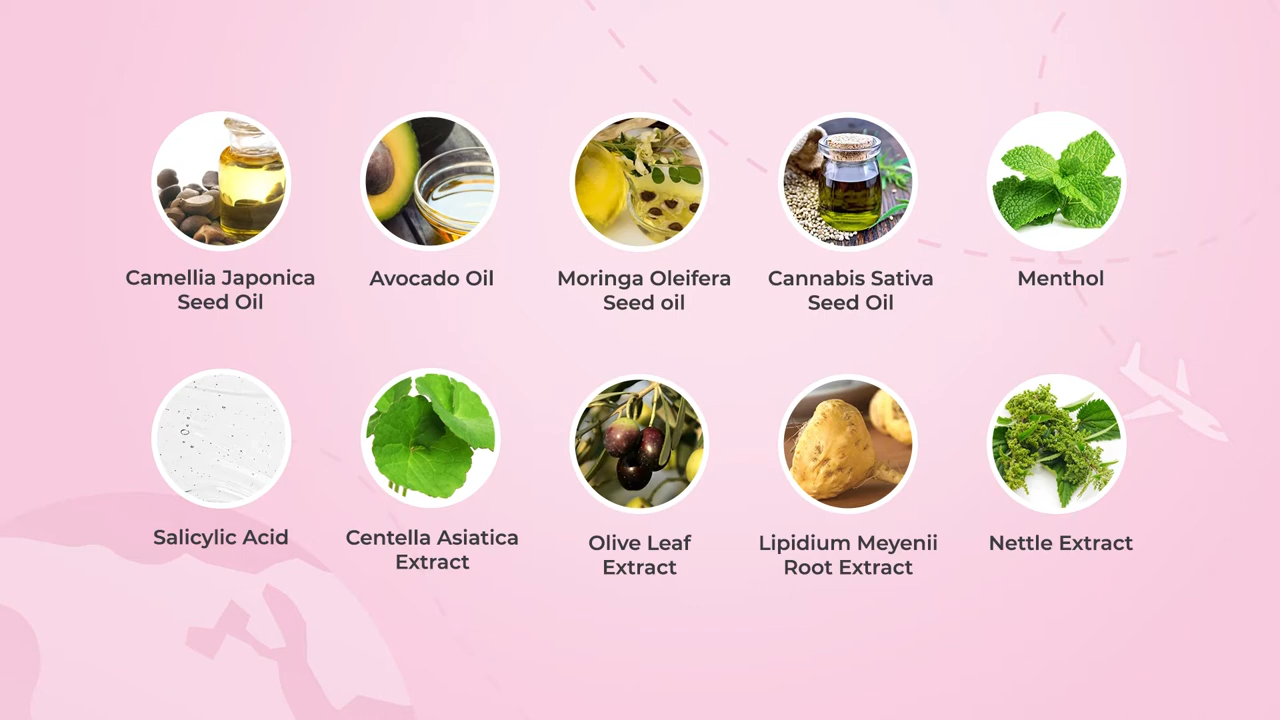 Camellia Japonica
Seed Oil
Avocado Oil
Moringa Oleifera
Seed oil
Cannabis Sativa
Seed Oil
Menthol
Salicylic Acid
Centella Asiatica
Extract
Olive Leaf
Extract
Lipidium Meyenii
Root Extract
Nettle Extract